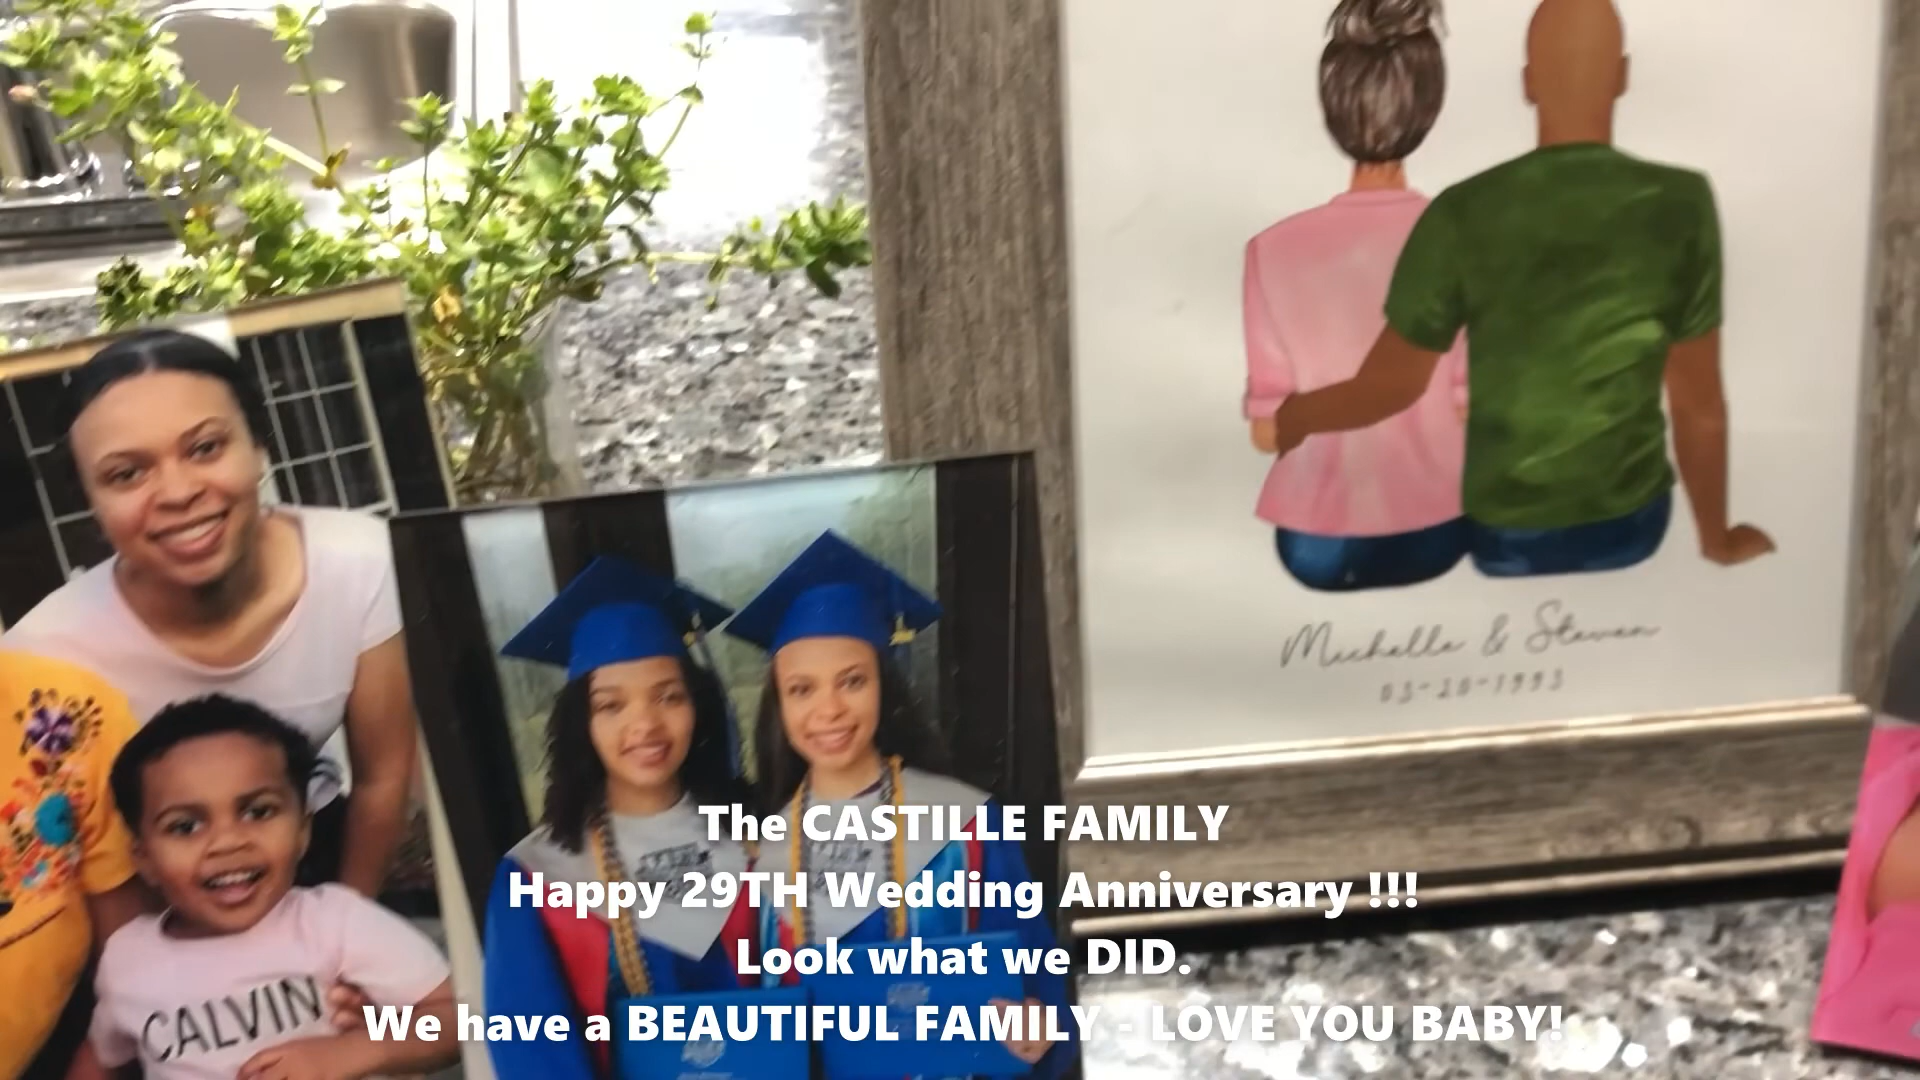 Michelle & Steven
03-20-1993
CALVIN
The CASTILLE FAMILY
Happy 29TH Wedding Anniversary !!!
Look what we DID.
We have a BEAUTIFUL FAMILY - LOVE YOU BABY!